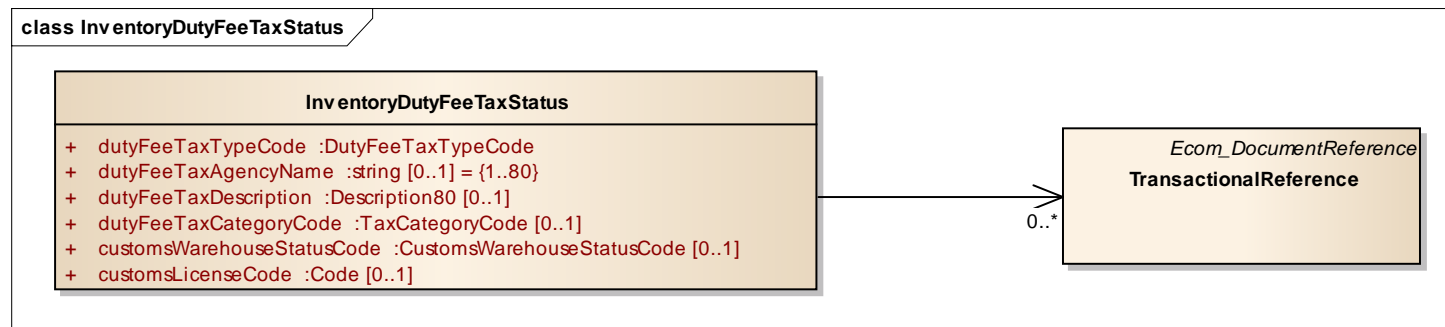 class InventoryDutyFeeTaxStatus
InventoryDutyFeeTaxStatus
+ dutyFeeTaxTypeCode :DutyFeeTaxTypeCode
+ dutyFeeTaxAgencyName :string [0..1] = {1..80}
+ dutyFeeTaxDescription :Description80 [0..1]
+ dutyFeeTaxCategoryCode :TaxCategoryCode [0..1]
+ customsWarehouseStatusCode :CustomsWarehouseStatusCode [0..1]
+ customsLicenseCode :Code [0..1]
Ecom_DocumentReference
TransactionalReference
0..*